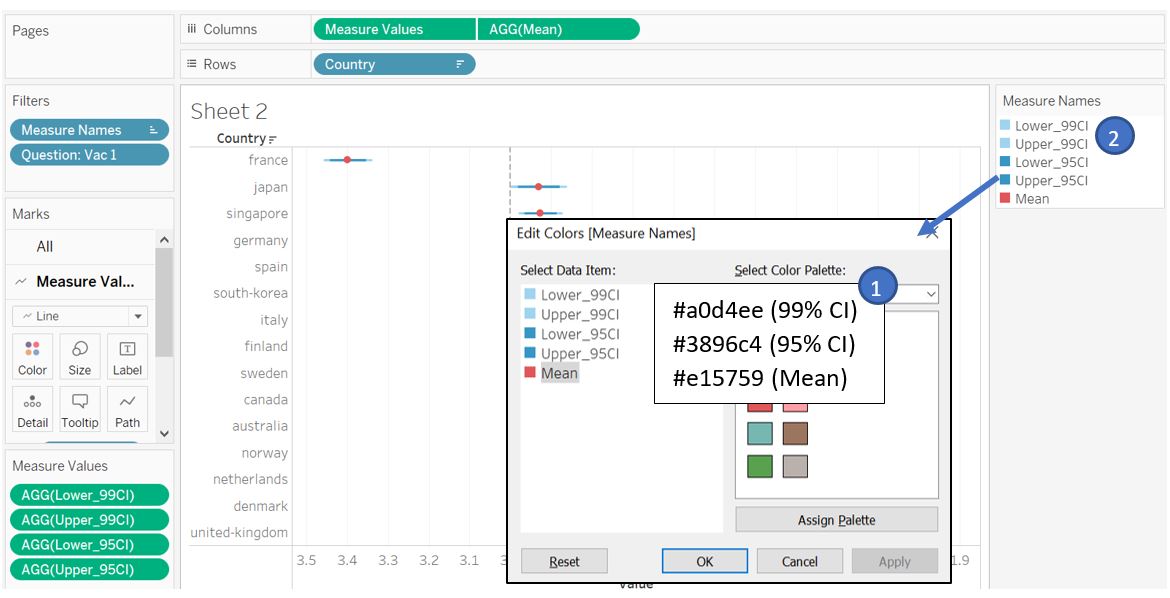 Pages
Columns
Measure Values
AGG(Mean)
Rows
Country
Filters
Measure Names
Question: Vac 1
Marks
All
Measure Val...
Line
Color
Size
Label
Detail
Tooltip
Path
Measure Values
AGG(Lower_99CI)
AGG(Upper_99CI)
AGG(Lower_95CI)
AGG(Upper_95CI)
Sheet 2
Country
france
japan
singapore
germany
spain
south-korea
italy
finland
sweden
canada
australia
norway
netherlands
denmark
united-kingdom
3.5 3.4 3.3 3.2 3.1 3 1.9
Value
Edit Colors [Measure Names]
Select Data Item:
Lower_99CI
Upper_99CI
Lower_95CI
Upper_95CI
Mean
Select Color Palette:
1
#a0d4ee (99% CI)
#3896c4 (95% CI)
#e15759 (Mean)
Assign Palette
Reset
OK
Cancel
Apply
Measure Names
Lower_99CI
Upper_99CI
Lower_95CI
Upper_95CI
Mean
2